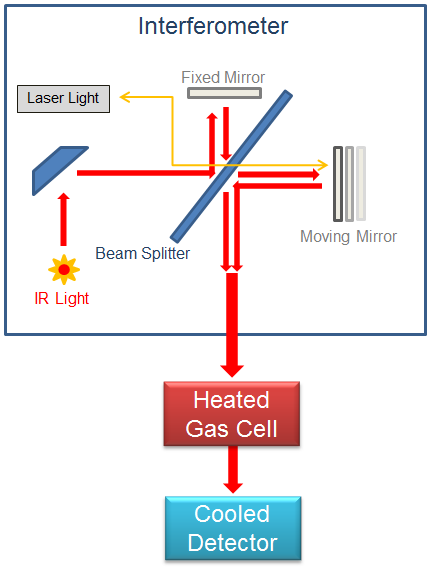 Interferometer
Fixed Mirror
Laser Light
Moving Mirror
Beam Splitter
IR Light
Heated
Gas Cell
Cooled
Detector